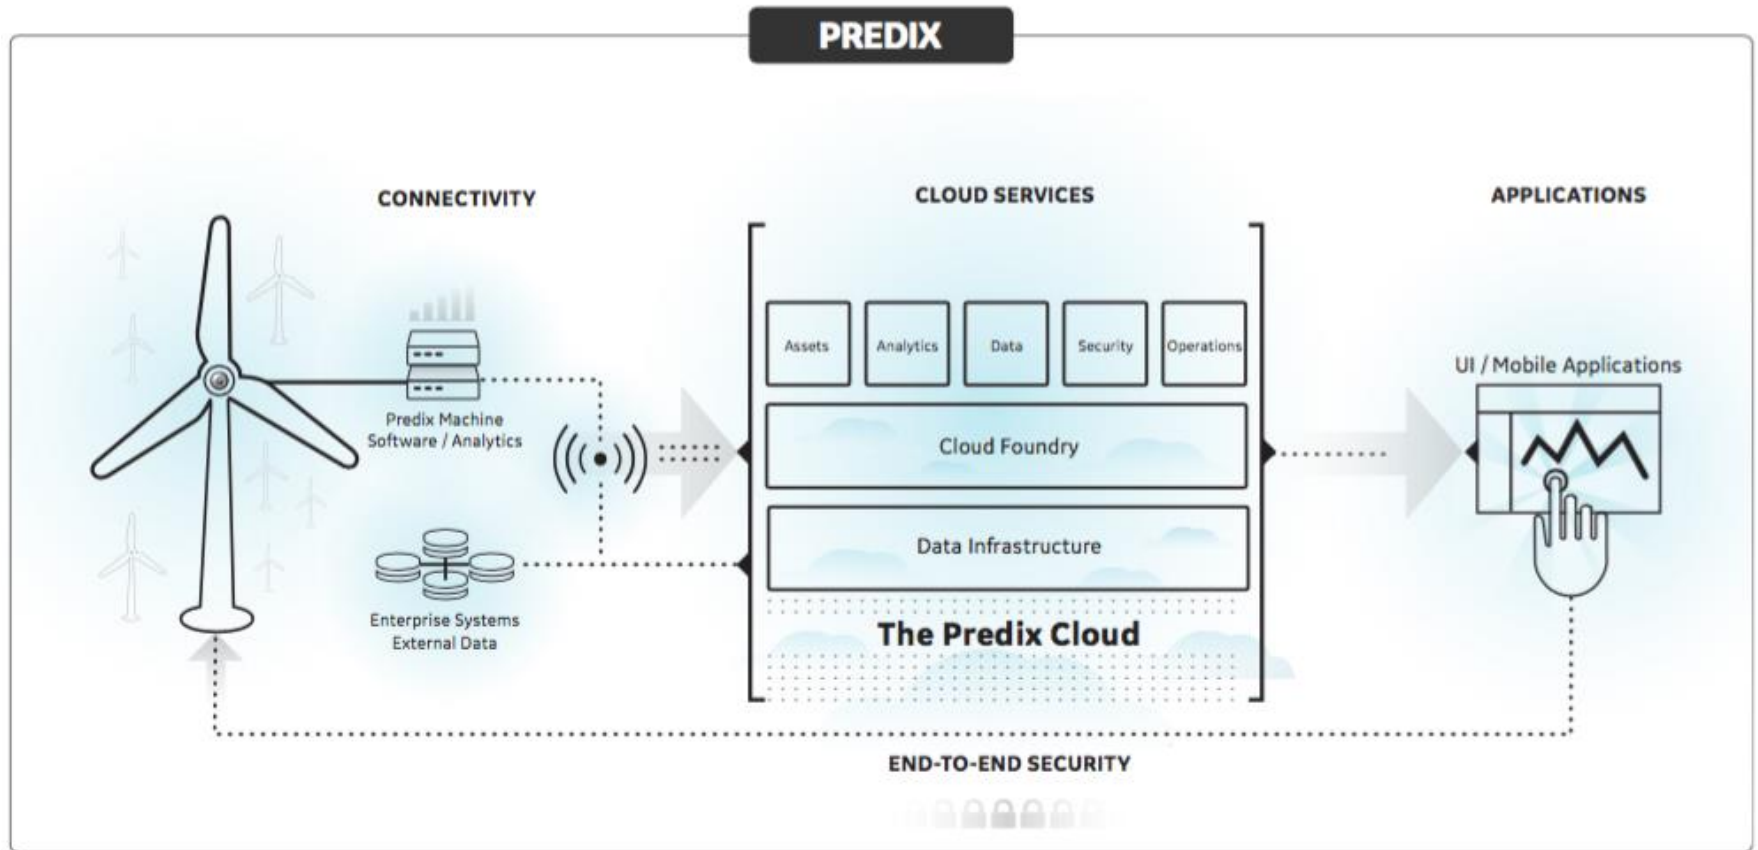 PREDIX
CONNECTIVITY
CLOUD SERVICES
APPLICATIONS
Assets
Analytics
Data
Security
Operations
UI / Mobile Applications
Predix Machine
Software / Analytics
Cloud Foundry
Data Infrastructure
Enterprise Systems
External Data
The Predix Cloud
END-TO-END SECURITY